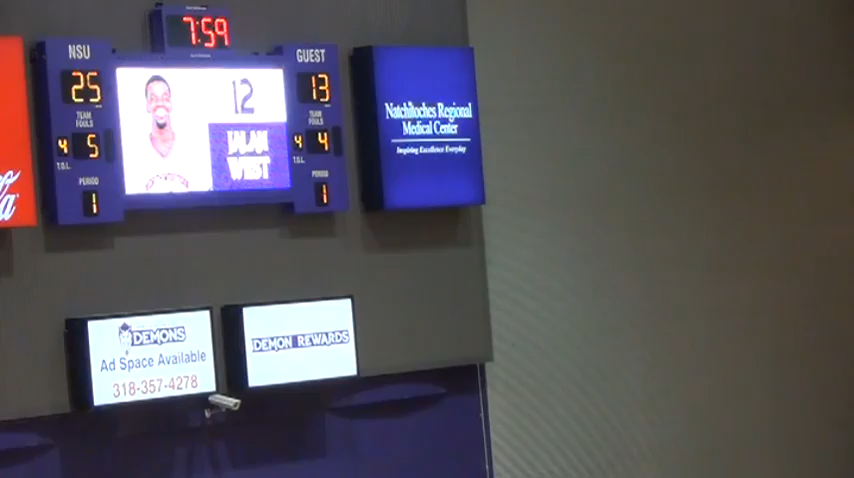 7:59
NSU
GUEST
25
13
TEAM
FOULS
TEAM
FOULS
4 5
4 4
T.O.L.
T.O.L.
PERIOD
PERIOD
1
1
12
JALAN
WEST
Natchitoches Regional
Medical Center
Inspiring Excellence Everyday
DEMONS
Ad Space Available
318-357-4278
DEMON REWARDS